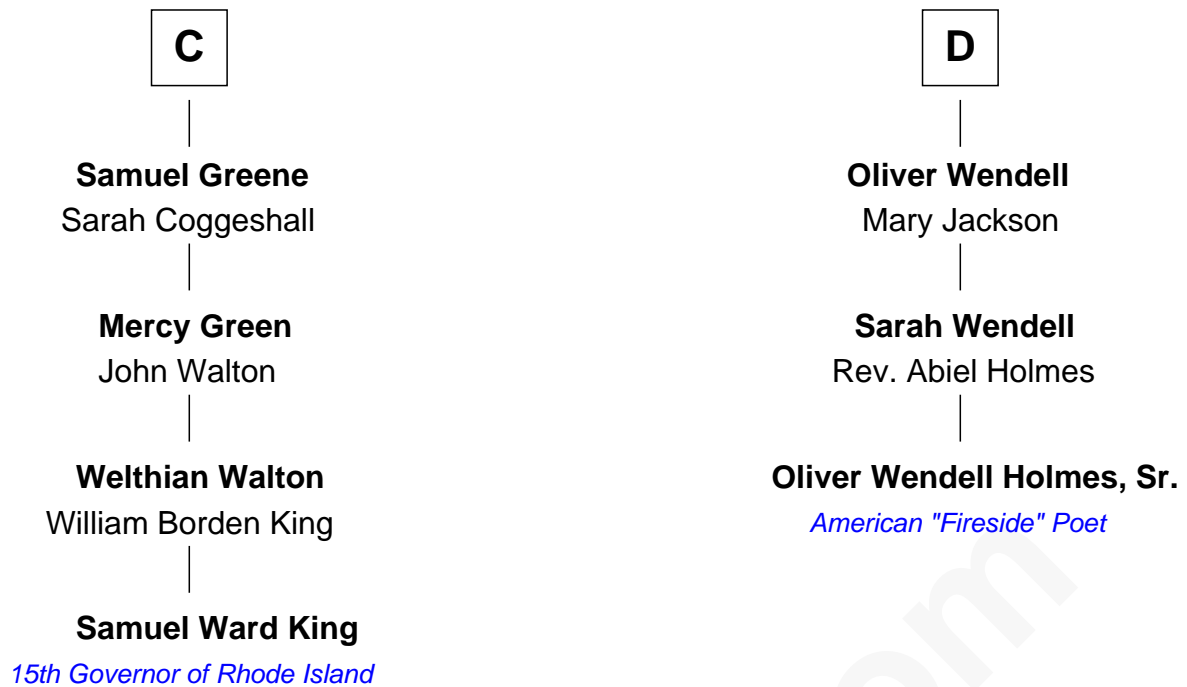 C
Samuel Greene
Sarah Coggeshall
Mercy Green
John Walton
Welthian Walton
William Borden King
Samuel Ward King
15th Governor of Rhode Island
D
Oliver Wendell
Mary Jackson
Sarah Wendell
Rev. Abiel Holmes
Oliver Wendell Holmes, Sr.
American "Fireside" Poet